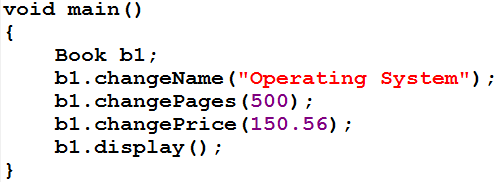 void main()
{
    Book b1;
    b1.changeName("Operating System");
    b1.changePages(500);
    b1.changePrice(150.56);
    b1.display();
}